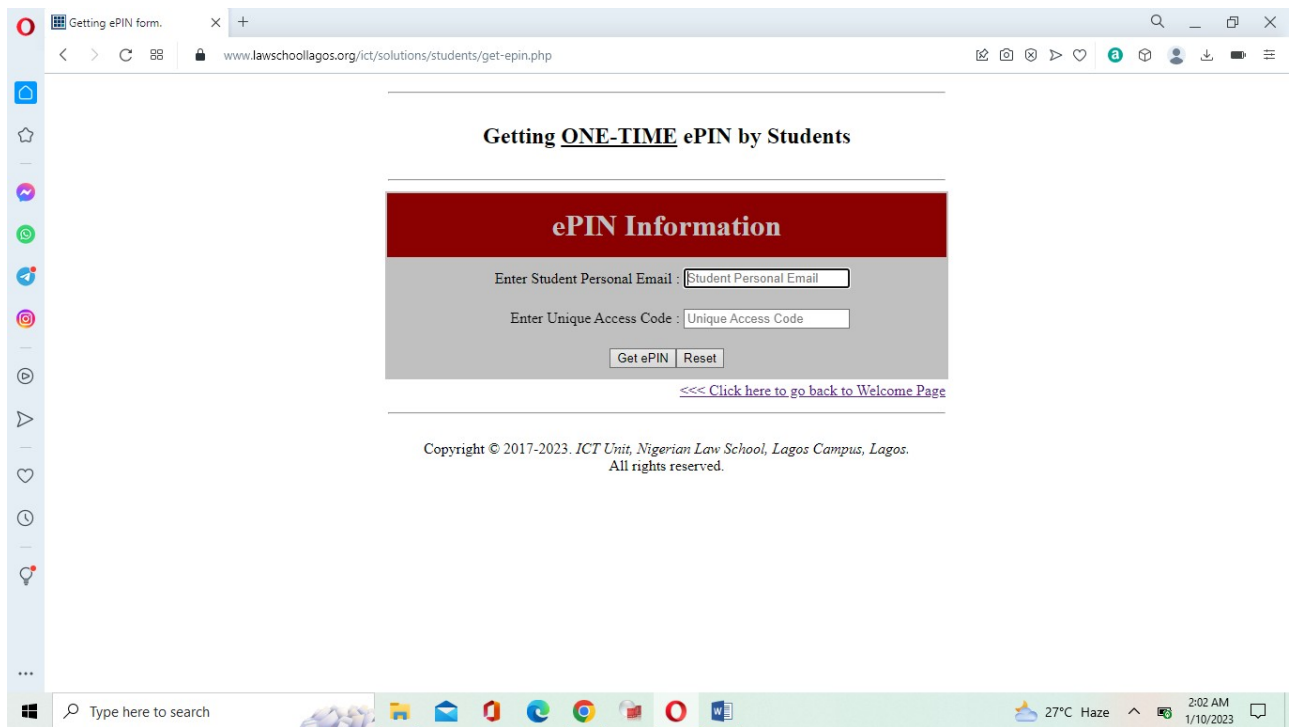 Getting ePIN form.
www.lawschoollagos.org/ict/solutions/students/get-epin.php
Getting ONE-TIME ePIN by Students
ePIN Information
Enter Student Personal Email : Student Personal Email
Enter Unique Access Code : Unique Access Code
Get ePIN Reset
<<< Click here to go back to Welcome Page
Copyright © 2017-2023. ICT Unit, Nigerian Law School, Lagos Campus, Lagos.
All rights reserved.
Type here to search
27°C Haze
2:02 AM
1/10/2023